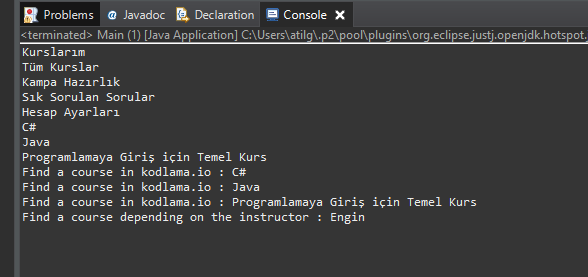 Problems @ Javadoc Declaration Console
<terminated> Main (1) [Java Application] C:\Users\atilg\.p2\pool\plugins\org.eclipse.justj.openjdk.hotspot.
Kurslarım
Tüm Kurslar
Kampa Hazırlık
Sık Sorulan Sorular
Hesap Ayarları
C#
Java
Programlamaya Giriş için Temel Kurs
Find a course in kodlama.io : C#
Find a course in kodlama.io : Java
Find a course in kodlama.io : Programlamaya Giriş için Temel Kurs
Find a course depending on the instructor : Engin